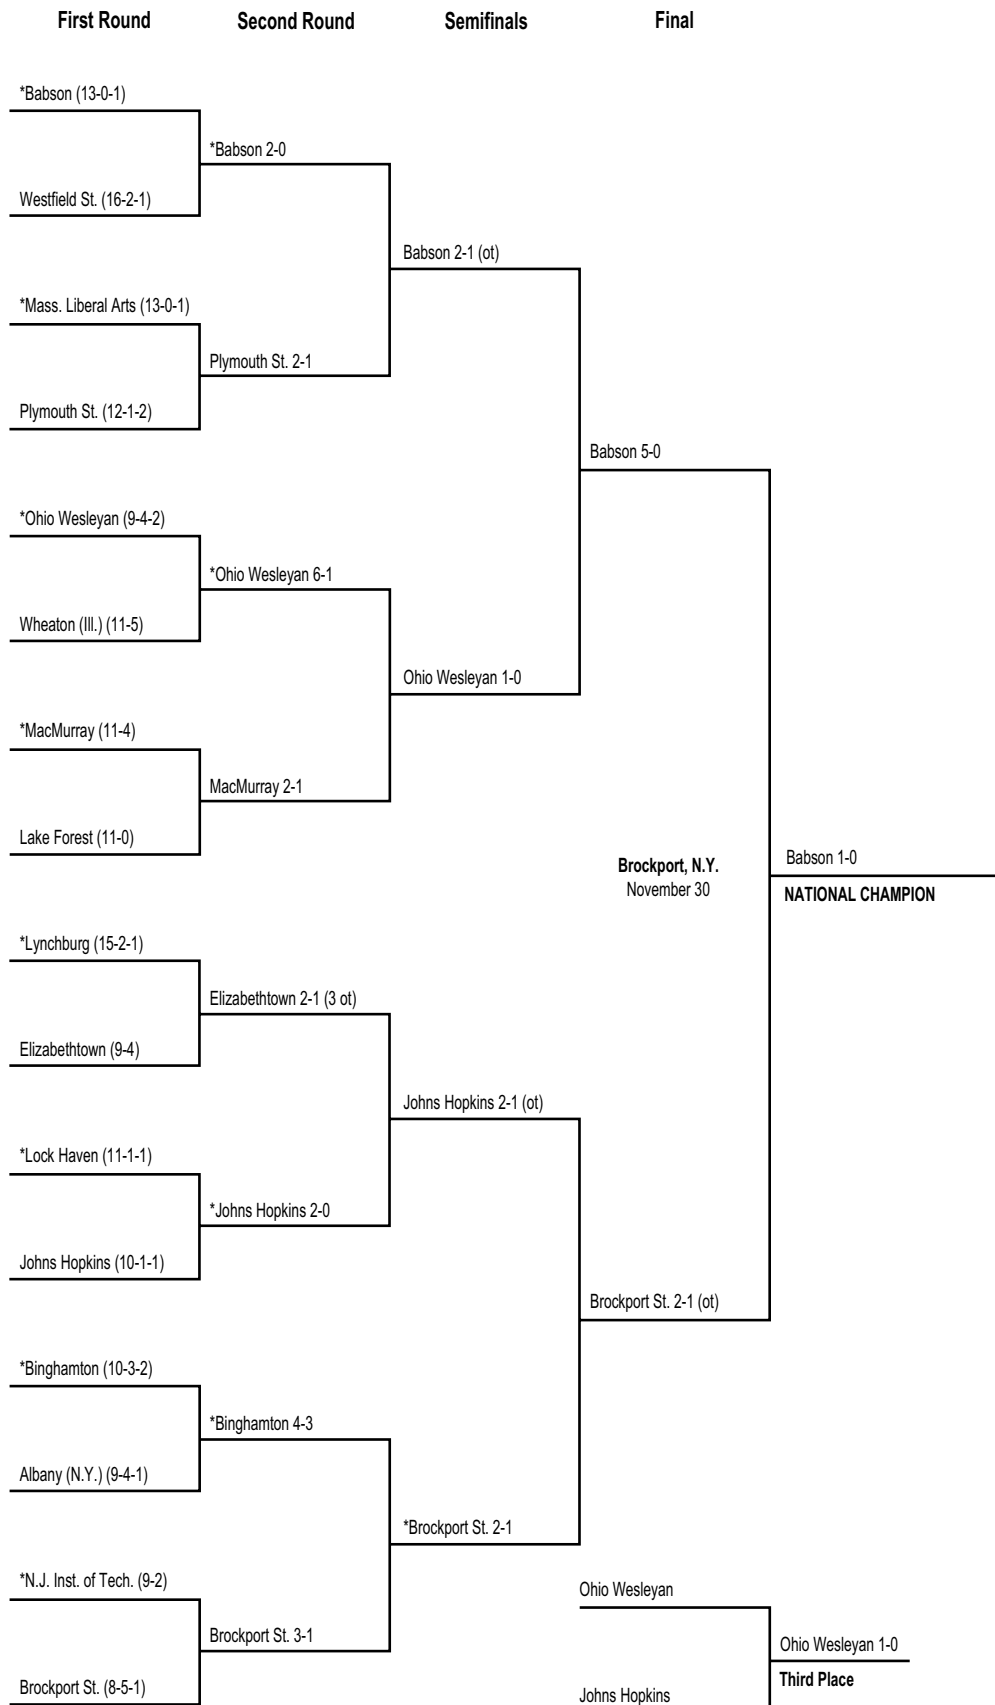 First Round
Second Round
Semifinals
Final
*Babson (13-0-1)
*Babson 2-0
Westfield St. (16-2-1)
Babson 2-1 (ot)
*Mass. Liberal Arts (13-0-1)
Plymouth St. 2-1
Plymouth St. (12-1-2)
Babson 5-0
*Ohio Wesleyan (9-4-2)
*Ohio Wesleyan 6-1
Wheaton (Ill.) (11-5)
Ohio Wesleyan 1-0
*MacMurray (11-4)
MacMurray 2-1
Lake Forest (11-0)
Brockport, N.Y.
November 30
Babson 1-0
NATIONAL CHAMPION
*Lynchburg (15-2-1)
Elizabethtown 2-1 (3 ot)
Elizabethtown (9-4)
Johns Hopkins 2-1 (ot)
*Lock Haven (11-1-1)
*Johns Hopkins 2-0
Johns Hopkins (10-1-1)
Brockport St. 2-1 (ot)
*Binghamton (10-3-2)
*Binghamton 4-3
Albany (N.Y.) (9-4-1)
*Brockport St. 2-1
*N.J. Inst. of Tech. (9-2)
Brockport St. 3-1
Brockport St. (8-5-1)
Ohio Wesleyan
Ohio Wesleyan 1-0
Third Place
Johns Hopkins